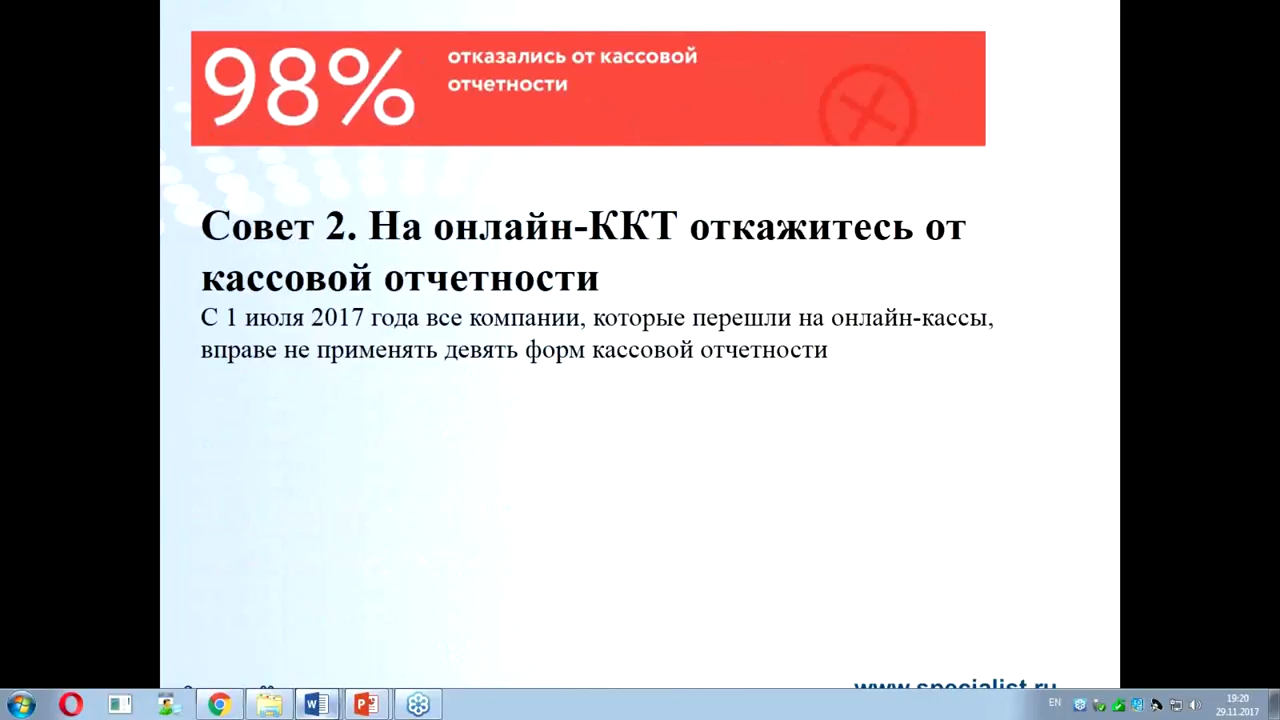 98%
отказались от кассовой
отчетности
Совет 2. На онлайн-ККТ откажитесь от
кассовой отчетности
С 1 июля 2017 года все компании, которые перешли на онлайн-кассы,
вправе не применять девять форм кассовой отчетности
www.specialist.ru
EN
19:20
29.11.2017